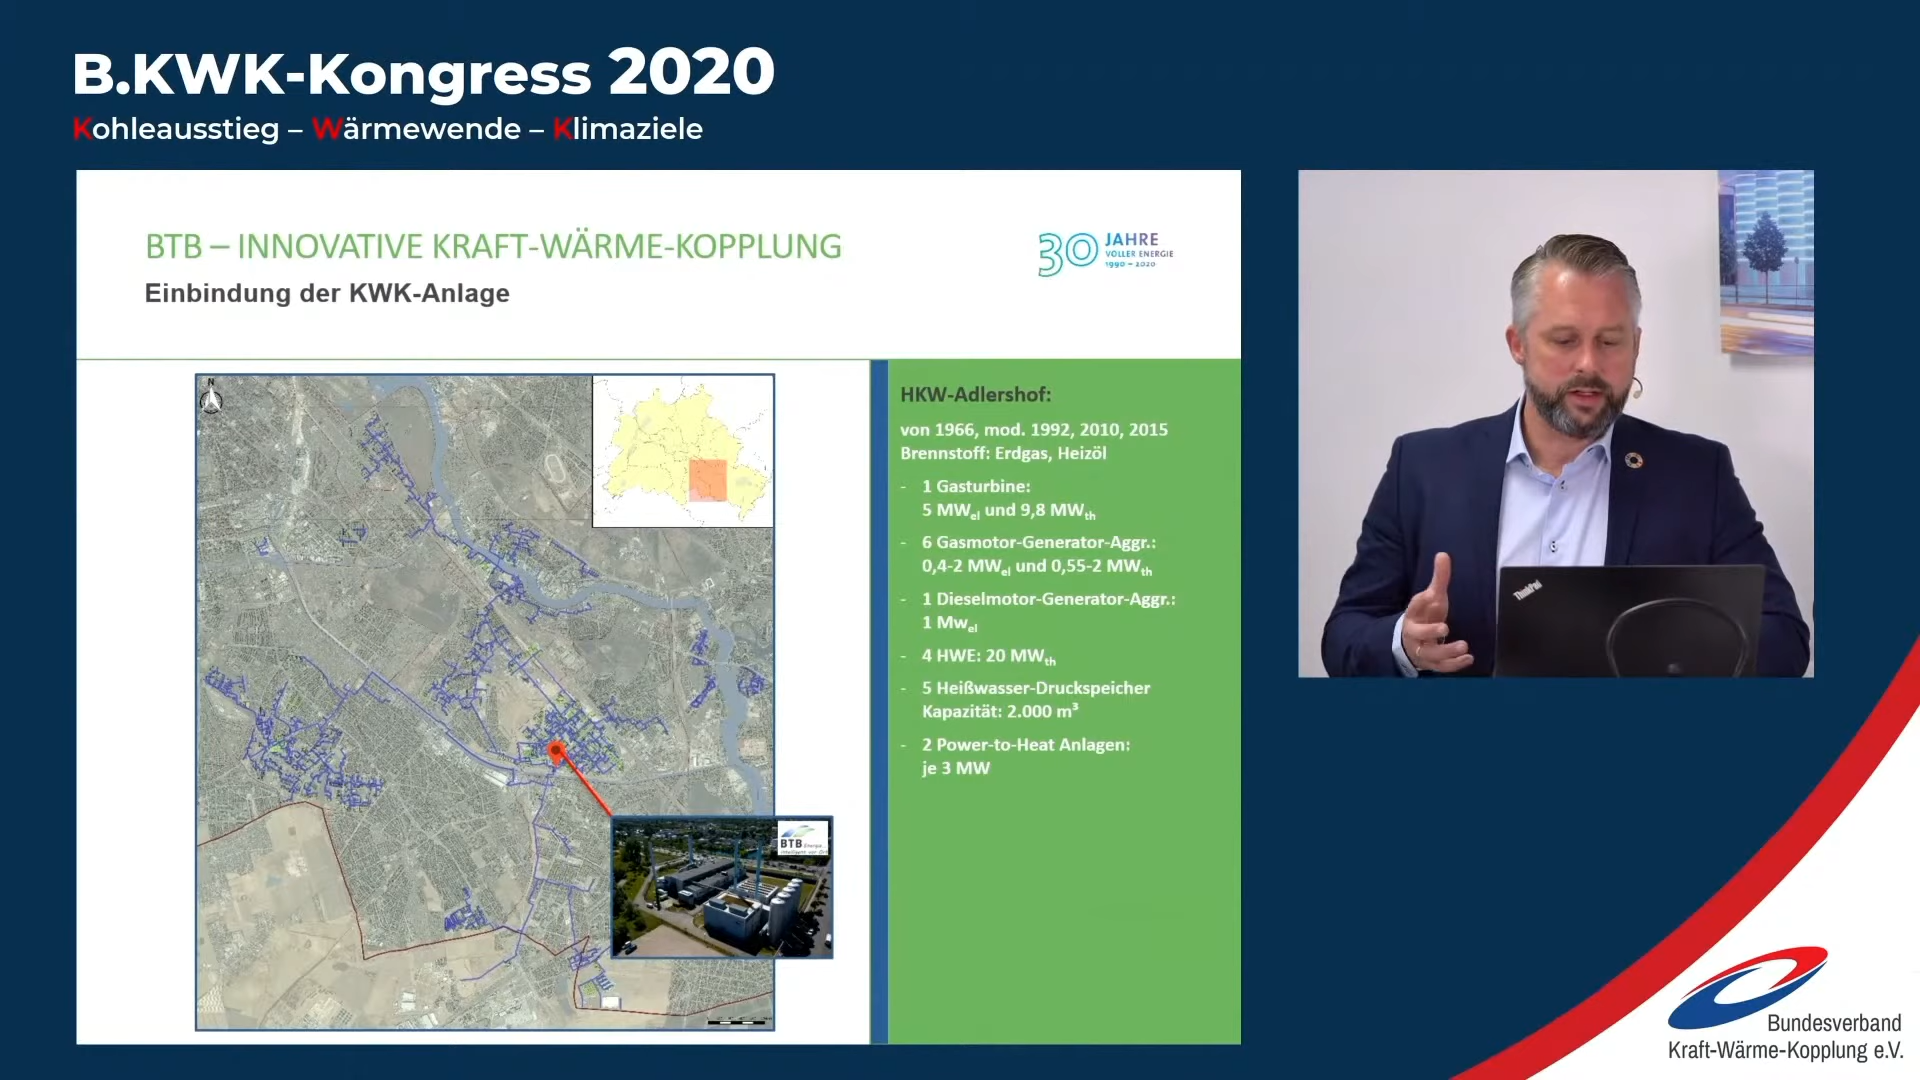 B.KWK-Kongress 2020
Kohleausstieg – Wärmewende – Klimaziele
BTB – INNOVATIVE KRAFT-WÄRME-KOPPLUNG
Einbindung der KWK-Anlage
30 JAHRE
VOLLER ENERGIE
1990 – 2020
N
HKW-Adlershof:
von 1966, mod. 1992, 2010, 2015
Brennstoff: Erdgas, Heizöl
- 1 Gasturbine:
5 MWel und 9,8 MWth
- 6 Gasmotor-Generator-Aggr.:
0,4-2 MWel und 0,55-2 MWth
- 1 Dieselmotor-Generator-Aggr.:
1 Mwel
- 4 HWE: 20 MWth
- 5 Heißwasser-Druckspeicher
Kapazität: 2.000 m³
- 2 Power-to-Heat Anlagen:
je 3 MW
BTB
ThinkPad
Bundesverband
Kraft-Wärme-Kopplung e.V.